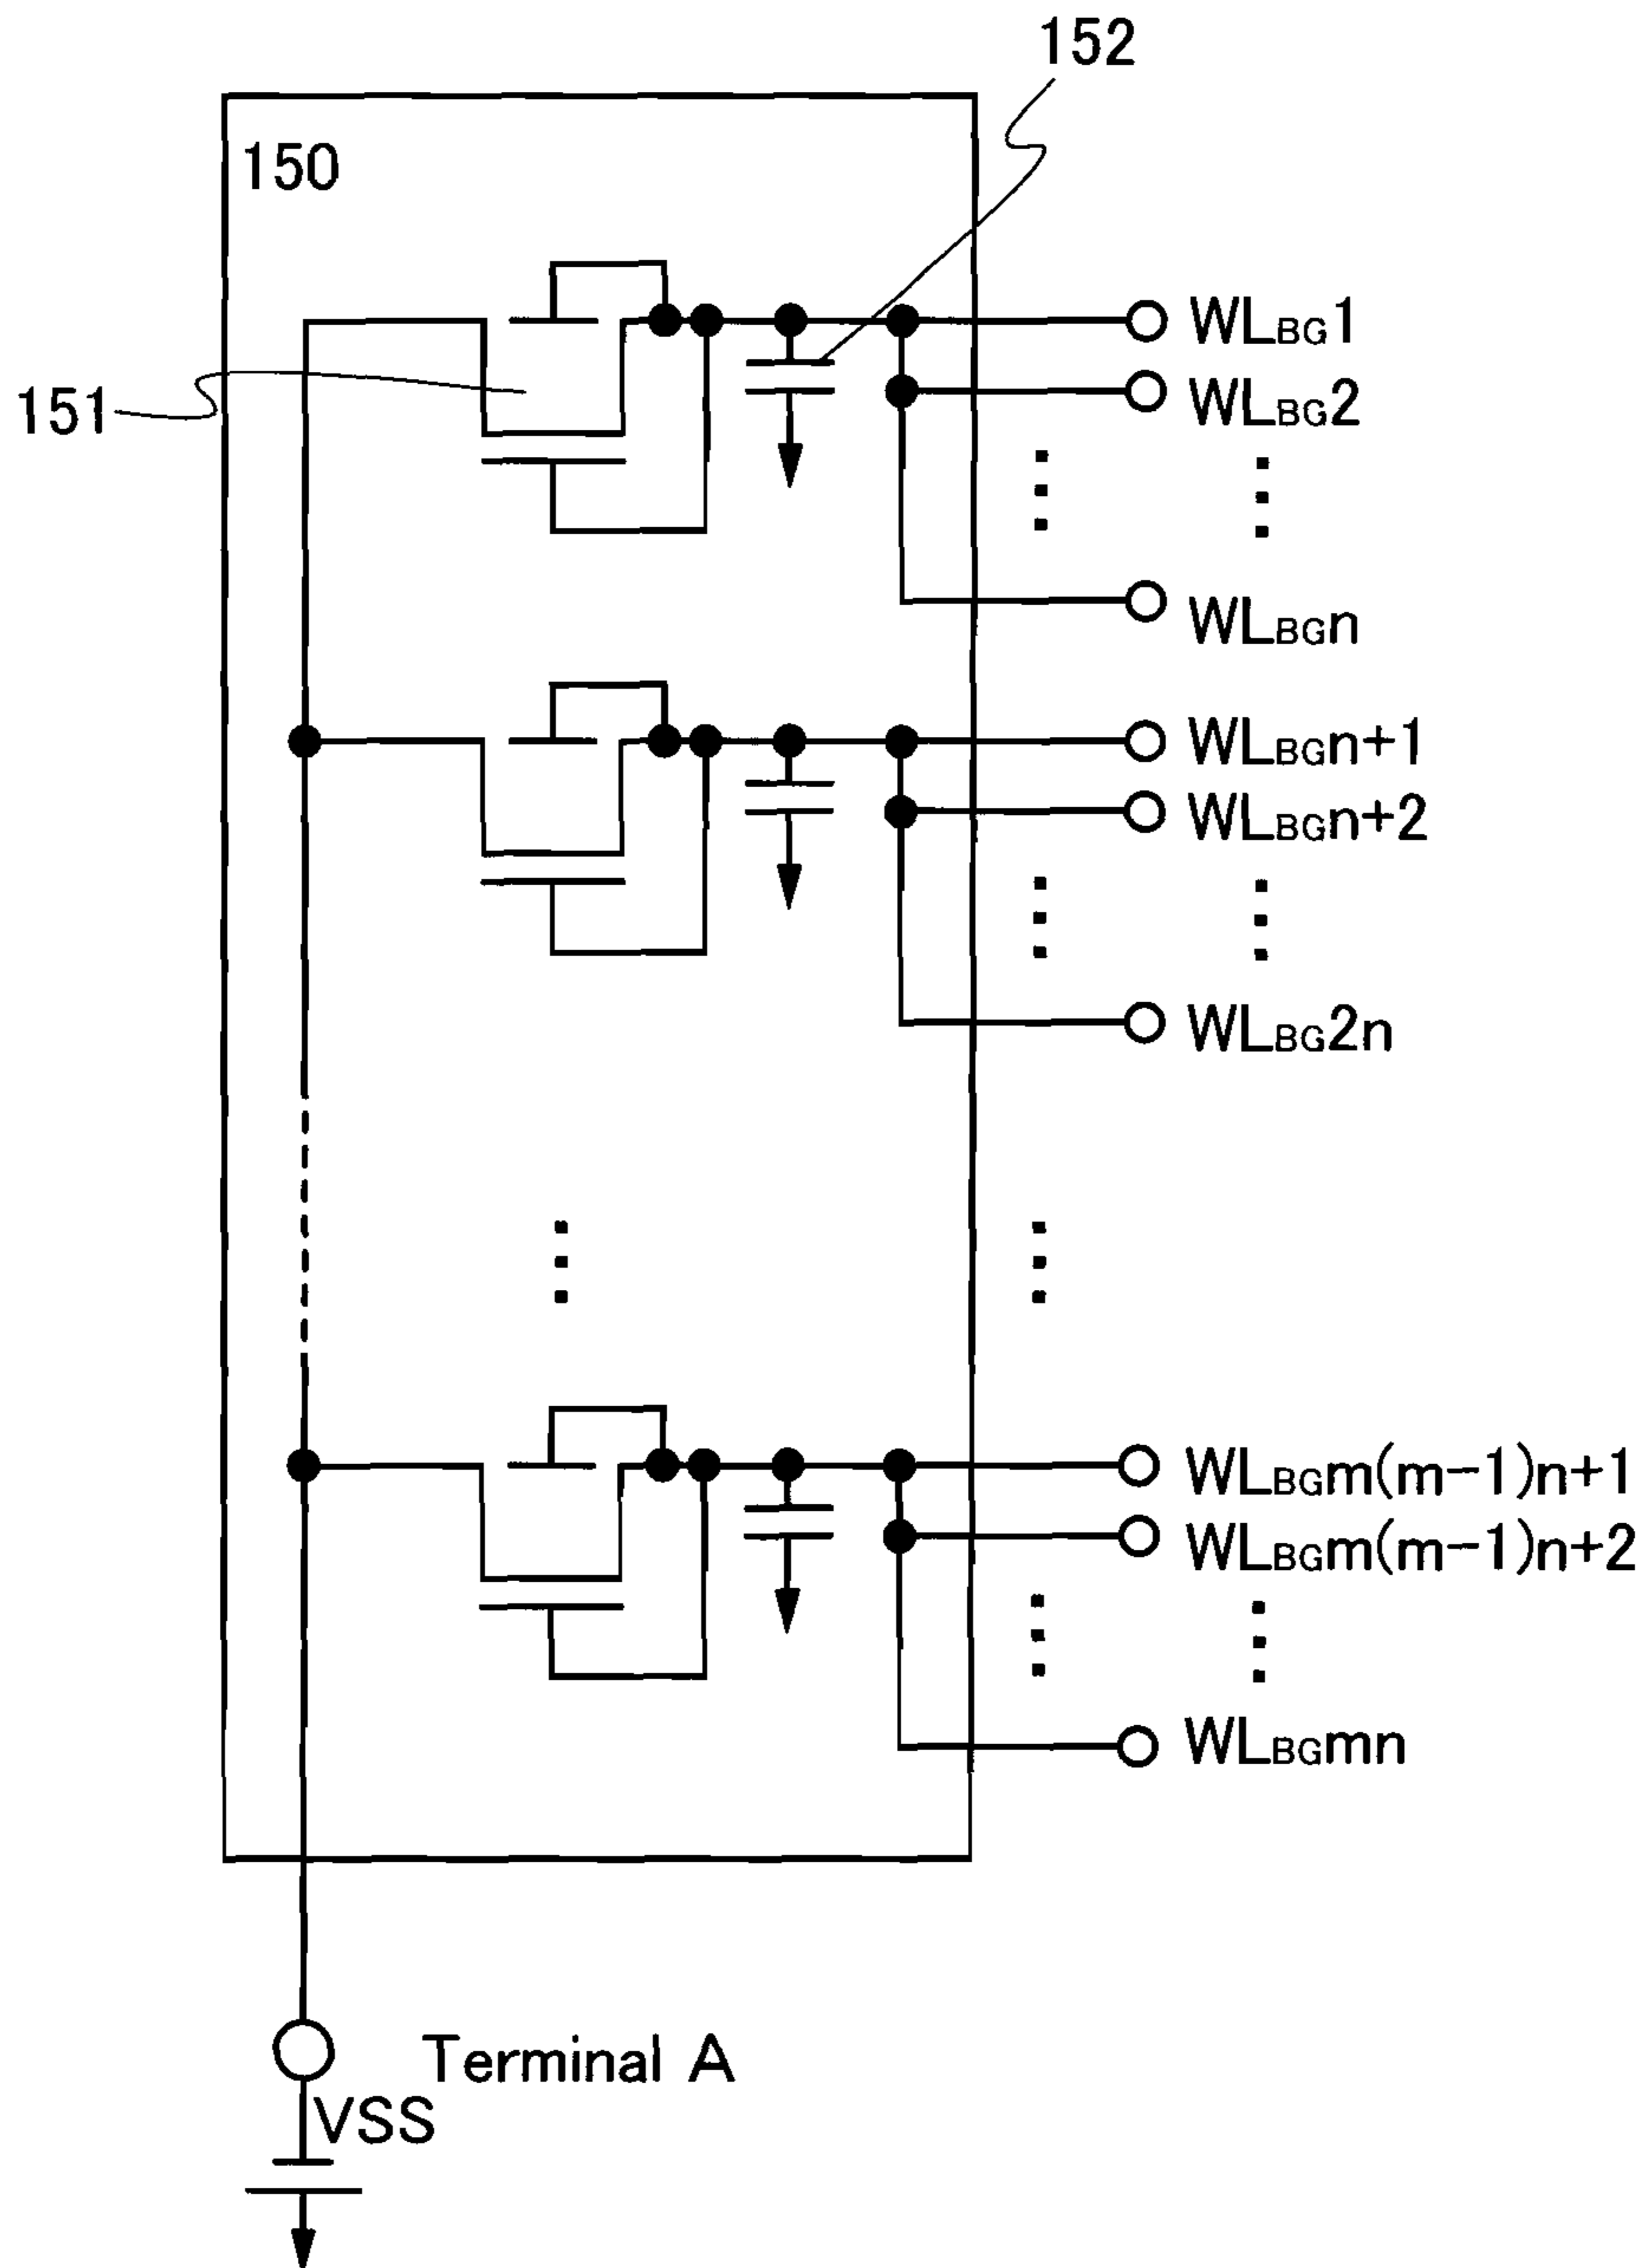 152
150
WLBG1
151
WLBG2
WLBGn
WLBGn+1
WLBGn+2
WLBG2n
WLBGm(m-1)n+1
WLBGm(m-1)n+2
WLBGmn
Terminal A
VSS